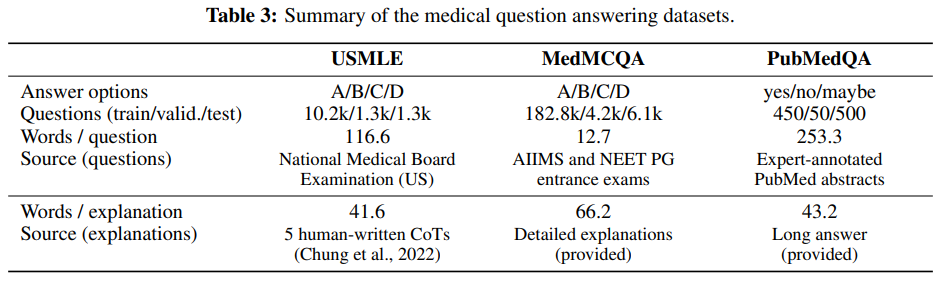 Table 3: Summary of the medical question answering datasets.
USMLE MedMCQA PubMedQA
Answer options A/B/C/D A/B/C/D yes/no/maybe
Questions (train/valid./test) 10.2k/1.3k/1.3k 182.8k/4.2k/6.1k 450/50/500
Words / question 116.6 12.7 253.3
Source (questions) National Medical Board AIIMS and NEET PG Expert-annotated
Examination (US) entrance exams PubMed abstracts
Words / explanation 41.6 66.2 43.2
Source (explanations) 5 human-written CoTs Detailed explanations Long answer
(Chung et al., 2022) (provided) (provided)